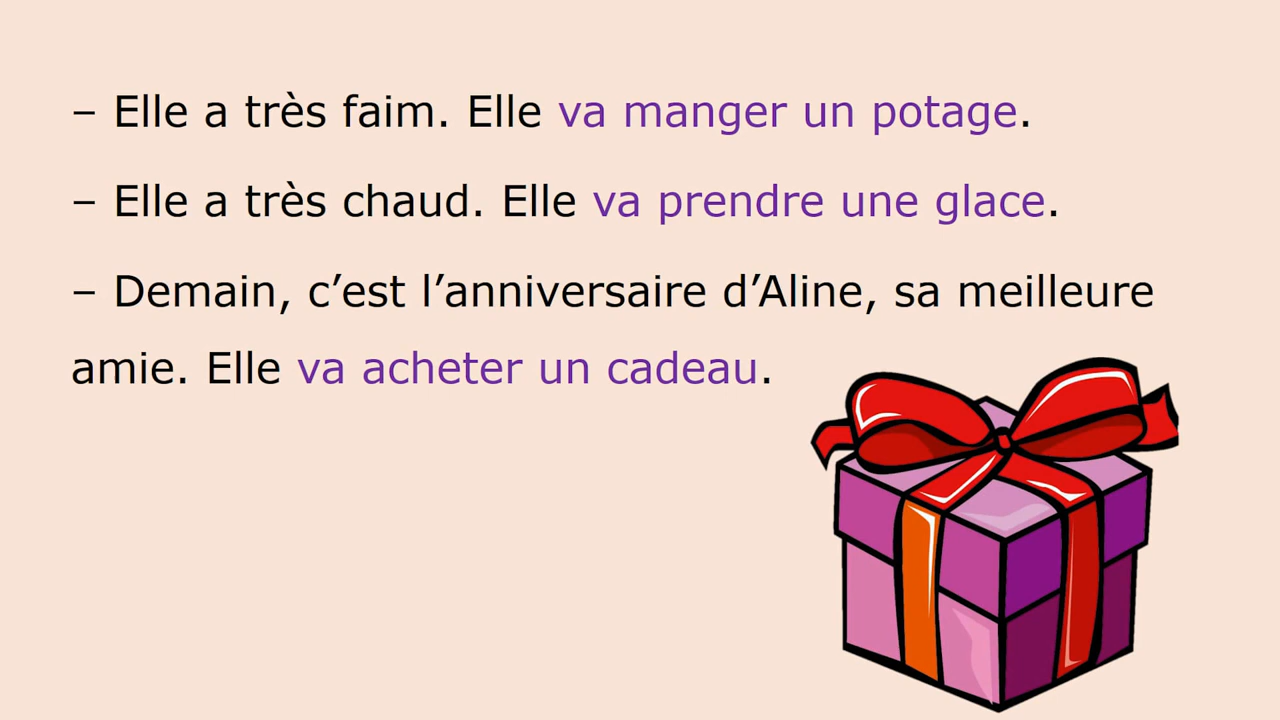 – Elle a très faim. Elle va manger un potage.
– Elle a très chaud. Elle va prendre une glace.
– Demain, c’est l’anniversaire d’Aline, sa meilleure
amie. Elle va acheter un cadeau.